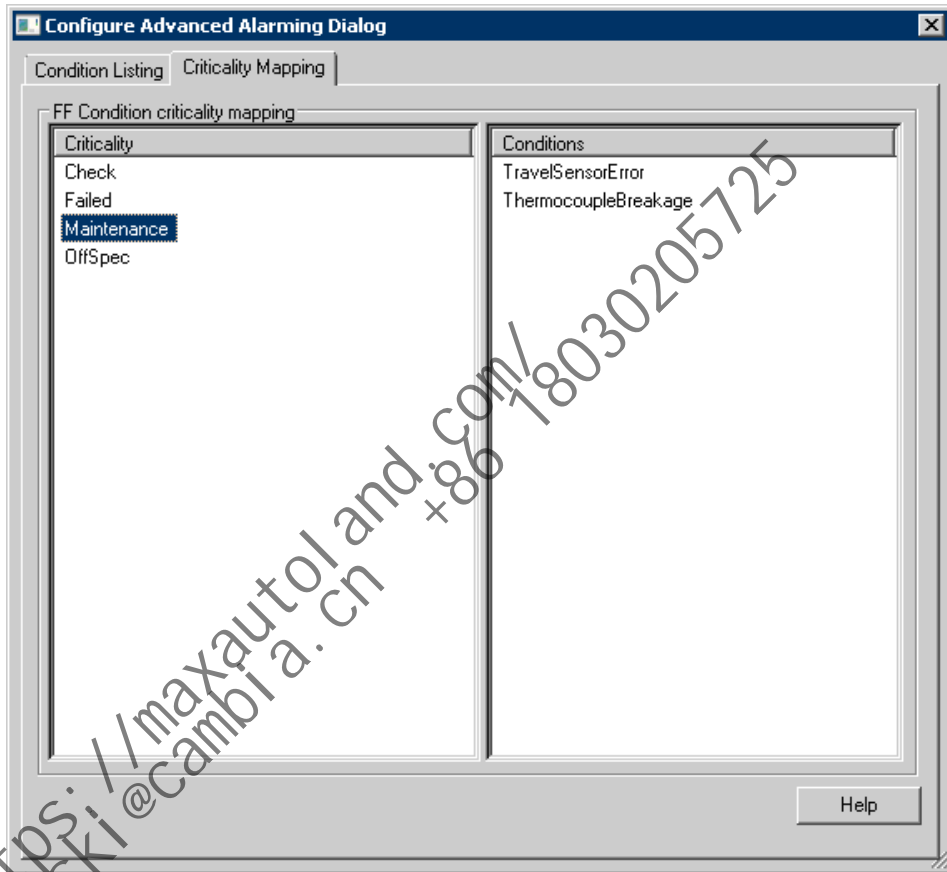 Configure Advanced Alarming Dialog
Condition Listing
Criticality Mapping
FF Condition criticality mapping
Criticality
Check
Failed
Maintenance
OffSpec
Conditions
TravelSensorError
ThermocoupleBreakage
Help
ps://maxautoland.com/
ki@cambia.cn +86 18030205725